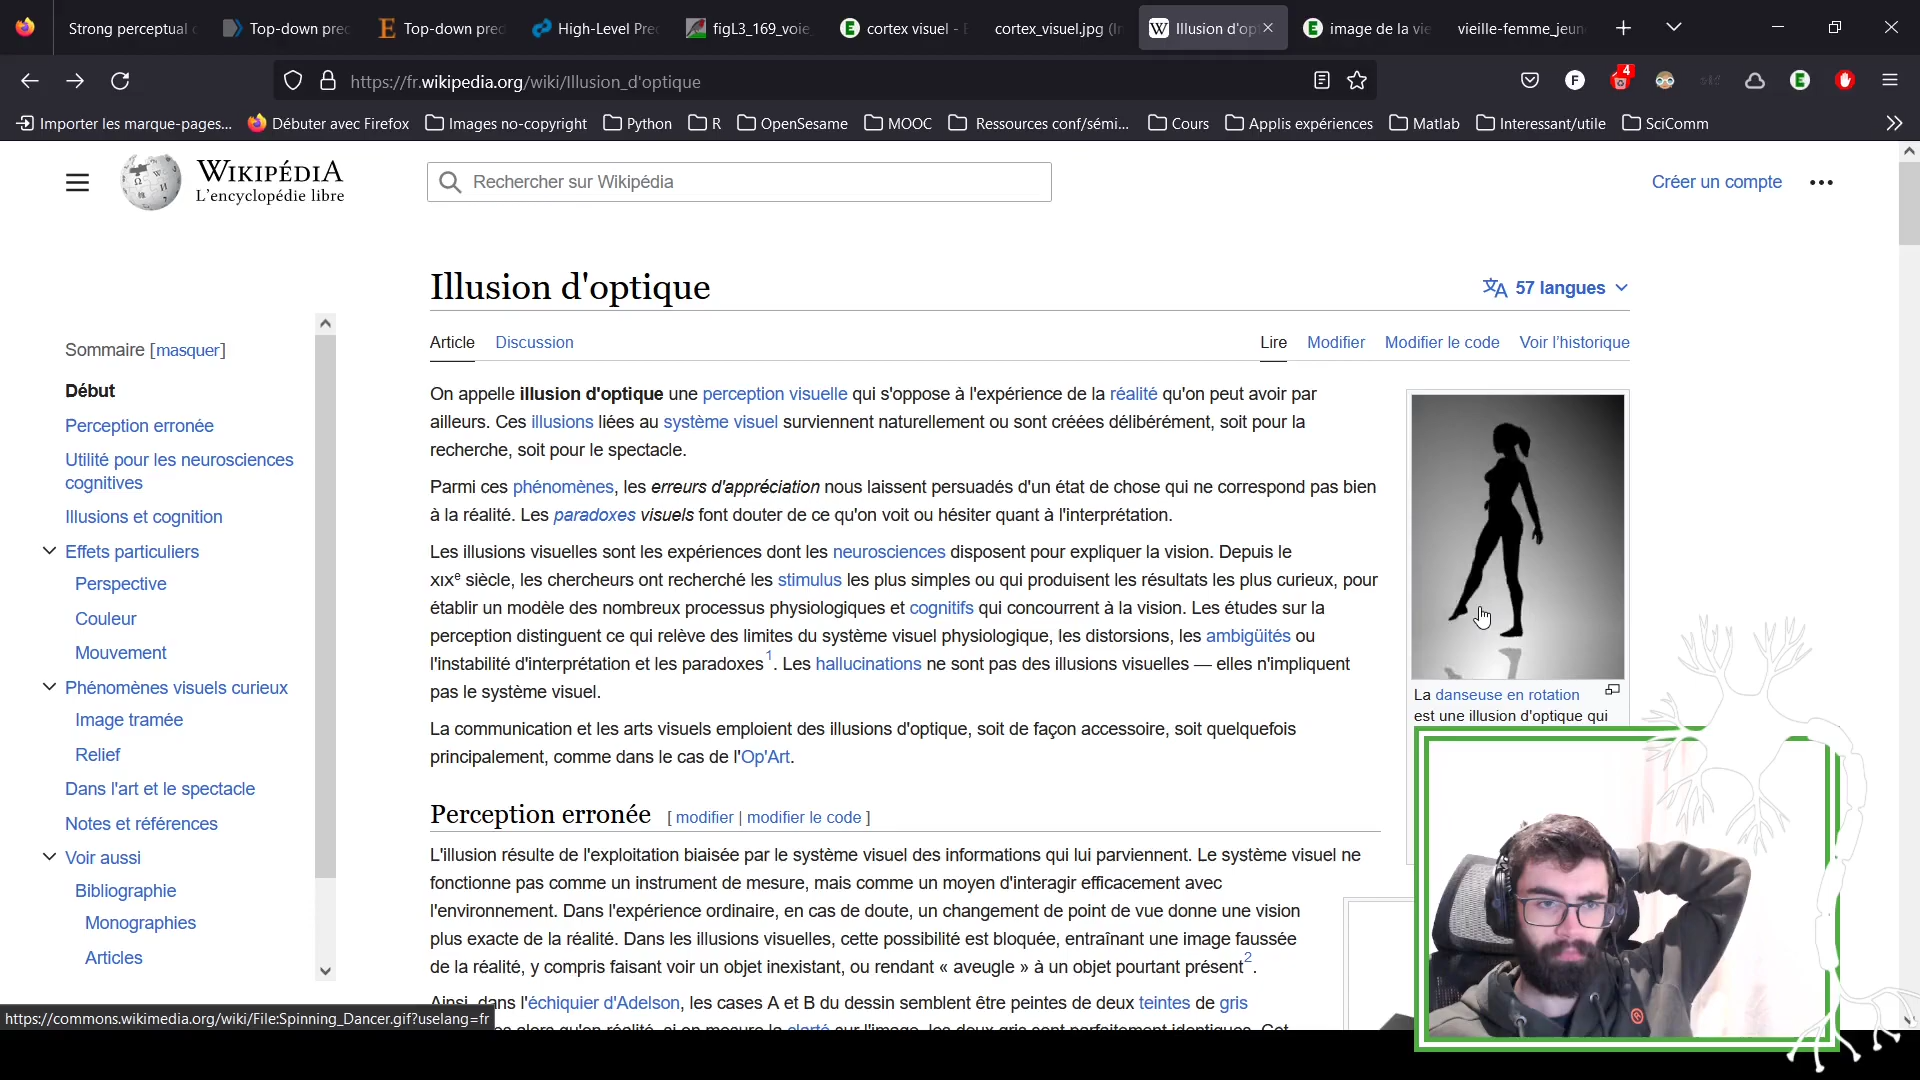 Strong perceptual
Top-down pred
Top-down pred
High-Level Pre
figL3_169_voie
cortex visuel -
cortex_visuel.jpg
Illusion d'op
image de la vi
vieille-femme_jeun
https://fr.wikipedia.org/wiki/Illusion_d'optique
F
4
Importer les marque-pages...
Débuter avec Firefox
Images no-copyright
Python
R
OpenSesame
MOOC
Ressources conf/sémi...
Cours
Applis expériences
Matlab
Interessant/utile
SciComm
WIKIPÉDIA
L'encyclopédie libre
Rechercher sur Wikipédia
Créer un compte
Illusion d'optique
57 langues
Article
Discussion
Lire
Modifier
Modifier le code
Voir l'historique
Sommaire [masquer]
Début
Perception erronée
Utilité pour les neurosciences
cognitives
Illusions et cognition
Effets particuliers
Perspective
Couleur
Mouvement
Phénomènes visuels curieux
Image tramée
Relief
Dans l'art et le spectacle
Notes et références
Voir aussi
Bibliographie
Monographies
Articles
On appelle illusion d'optique une perception visuelle qui s'oppose à l'expérience de la réalité qu'on peut avoir par
ailleurs. Ces illusions liées au système visuel surviennent naturellement ou sont créées délibérément, soit pour la
recherche, soit pour le spectacle.
Parmi ces phénomènes, les erreurs d'appréciation nous laissent persuadés d'un état de chose qui ne correspond pas bien
à la réalité. Les paradoxes visuels font douter de ce qu'on voit ou hésiter quant à l'interprétation.
Les illusions visuelles sont les expériences dont les neurosciences disposent pour expliquer la vision. Depuis le
XIXe siècle, les chercheurs ont recherché les stimulus les plus simples ou qui produisent les résultats les plus curieux, pour
établir un modèle des nombreux processus physiologiques et cognitifs qui concourrent à la vision. Les études sur la
perception distinguent ce qui relève des limites du système visuel physiologique, les distorsions, les ambigüités ou
l'instabilité d'interprétation et les paradoxes1. Les hallucinations ne sont pas des illusions visuelles — elles n'impliquent
pas le système visuel.
La communication et les arts visuels emploient des illusions d'optique, soit de façon accessoire, soit quelquefois
principalement, comme dans le cas de l'Op'Art.
La danseuse en rotation
est une illusion d'optique qui
Perception erronée [ modifier | modifier le code ]
L'illusion résulte de l'exploitation biaisée par le système visuel des informations qui lui parviennent. Le système visuel ne
fonctionne pas comme un instrument de mesure, mais comme un moyen d'interagir efficacement avec
l'environnement. Dans l'expérience ordinaire, en cas de doute, un changement de point de vue donne une vision
plus exacte de la réalité. Dans les illusions visuelles, cette possibilité est bloquée, entraînant une image faussée
de la réalité, y compris faisant voir un objet inexistant, ou rendant « aveugle » à un objet pourtant présent2.
Ainsi, dans l'échiquier d'Adelson, les cases A et B du dessin semblent être peintes de deux teintes de gris
https://commons.wikimedia.org/wiki/File:Spinning_Dancer.gif?uselang=fr